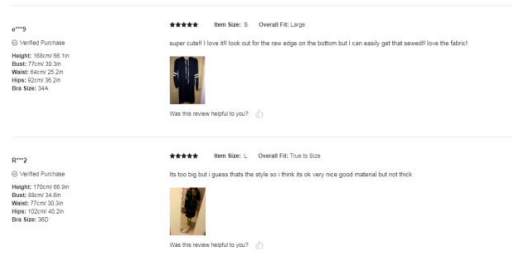 e***9
★★★★★ Item Size: S Overall Fit: Large
Verified Purchase
super cute!! I love it!! look out for the raw edge on the bottom but I can easily get that sewed!! love the fabric!
Height: 168cm/ 66.1in
Bust: 77cm/ 30.3in
Waist: 64cm/ 25.2in
Hips: 92cm/ 36.2in
Bra Size: 34A
Was this review helpful to you?
R***2
★★★★★ Item Size: L Overall Fit: True to Size
Verified Purchase
Its too big but i guess thats the style so i think its ok very nice good material but not thick
Height: 170cm/ 66.9in
Bust: 88cm/ 34.6in
Waist: 77cm/ 30.3in
Hips: 102cm/ 40.2in
Bra Size: 36D
Was this review helpful to you?